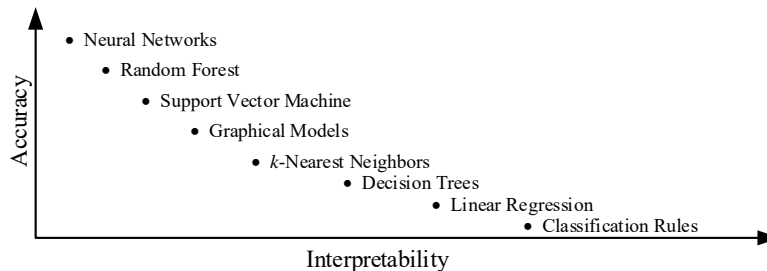 Neural Networks
Random Forest
Support Vector Machine
Graphical Models
k-Nearest Neighbors
Decision Trees
Linear Regression
Classification Rules
Accuracy
Interpretability